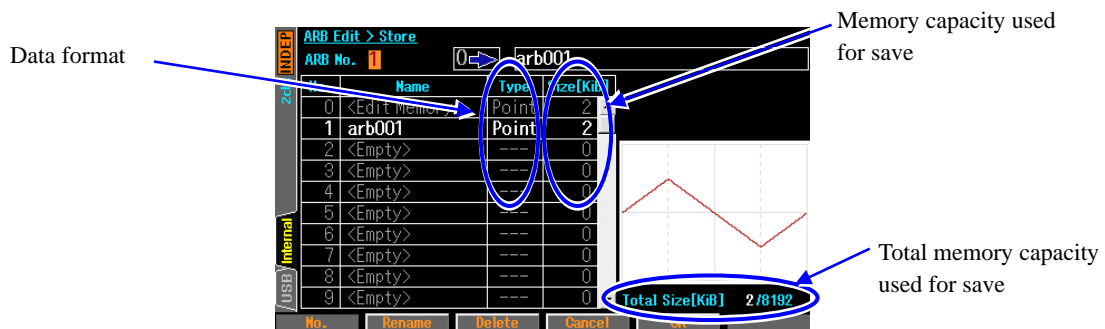 Memory capacity used
for save
Data format
Total memory capacity
used for save
INDEP
2ch
Internal
USB
ARB Edit > Store
ARB No. 1
0 arb001
Name Type Size[KiB]
0 <Edit Memory> Point 2
1 arb001 Point 2
2 <Empty> --- 0
3 <Empty> --- 0
4 <Empty> --- 0
5 <Empty> --- 0
6 <Empty> --- 0
7 <Empty> --- 0
8 <Empty> --- 0
9 <Empty> --- 0
Total Size[KiB] 2/8192
No. Rename Delete Cancel